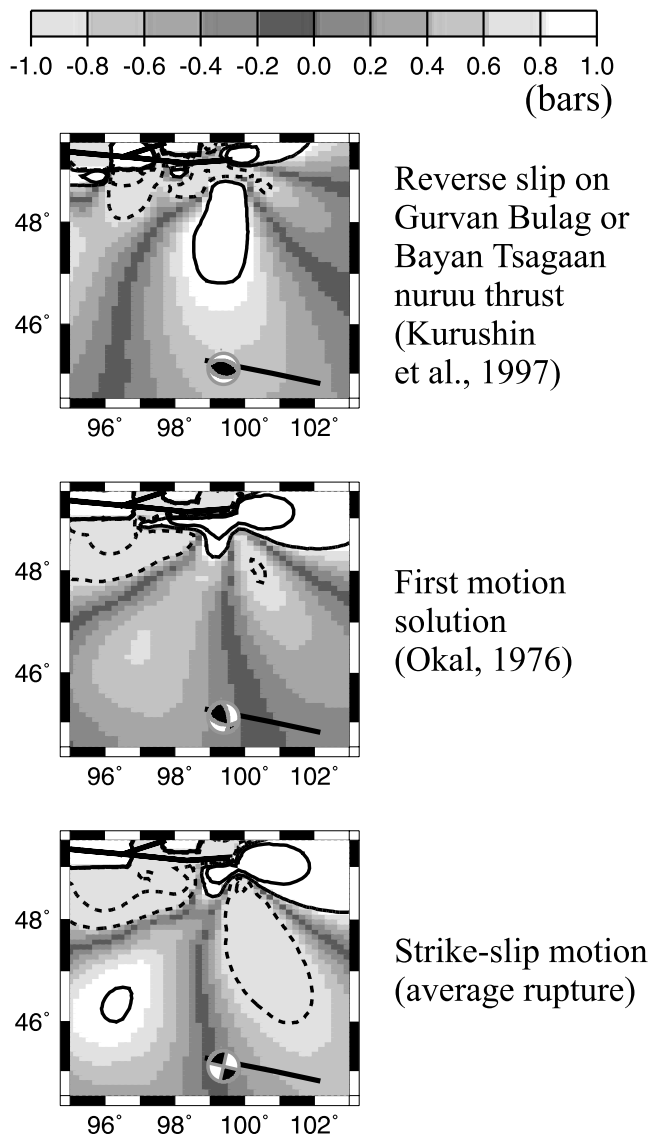 -1.0 -0.8 -0.6 -0.4 -0.2 0.0 0.2 0.4 0.6 0.8 1.0
(bars)
48˚
46˚
96˚ 98˚ 100˚ 102˚
Reverse slip on
Gurvan Bulag or
Bayan Tsagaan
nuruu thrust
(Kurushin
et al., 1997)
48˚
46˚
96˚ 98˚ 100˚ 102˚
First motion
solution
(Okal, 1976)
48˚
46˚
96˚ 98˚ 100˚ 102˚
Strike-slip motion
(average rupture)